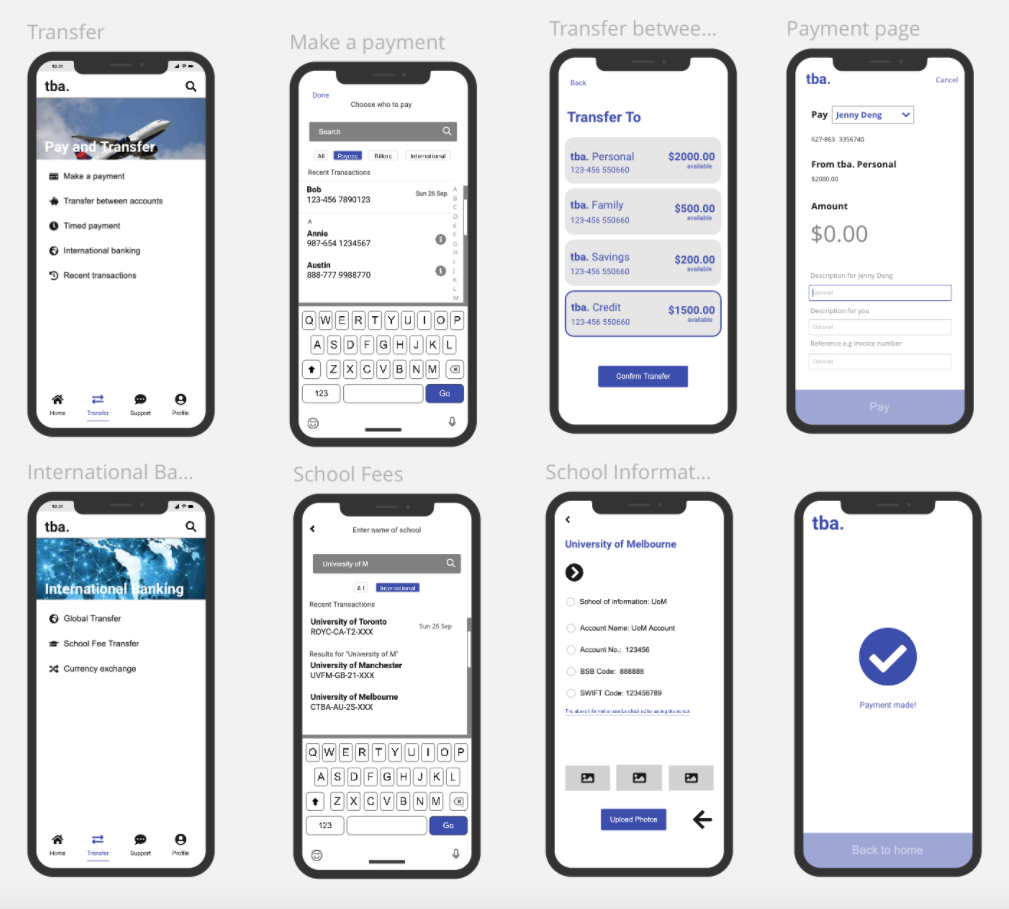 Transfer
10:31
tba.
Pay and Transfer
Make a payment
Transfer between accounts
Timed payment
International banking
Recent transactions
Home
Transfer
Support
Profile
Make a payment
Done
Choose who to pay
Search
All
Payees
Billers
International
Recent Transactions
Bob
123-456 7890123
Sun 26 Sep
A
Annie
987-654 1234567
Austin
888-777 9988770
A
B
C
D
E
F
G
H
I
J
K
L
M
Q W E R T Y U I O P
A S D F G H J K L
Z X C V B N M
123
Go
Transfer betwee...
Back
Transfer To
tba. Personal
$2000.00
123-456 550660
available
tba. Family
$500.00
123-456 550660
available
tba. Savings
$200.00
123-456 550660
available
tba. Credit
$1500.00
123-456 550660
available
Confirm Transfer
Payment page
tba.
Cancel
Pay
Jenny Deng
627-863 3356740
From tba. Personal
$2000.00
Amount
$0.00
Description for Jenny Deng
Optional
Description for you
Optional
Reference e.g invoice number
Optional
Pay
International Ba...
10:31
tba.
International Banking
Global Transfer
School Fee Transfer
Currency exchange
Home
Transfer
Support
Profile
School Fees
Enter name of school
University of M
International
Recent Transactions
University of Toronto
ROYC-CA-T2-XXX
Sun 26 Sep
Results for "University of M"
University of Manchester
UVFM-GB-21-XXX
University of Melbourne
CTBA-AU-2S-XXX
Q W E R T Y U I O P
A S D F G H J K L
Z X C V B N M
123
Go
School Informat...
University of Melbourne
School of information: UoM
Account Name: UoM Account
Account No.: 123456
BSB Code: 888888
SWIFT Code: 123456789
Upload Photos
tba.
Payment made!
Back to home